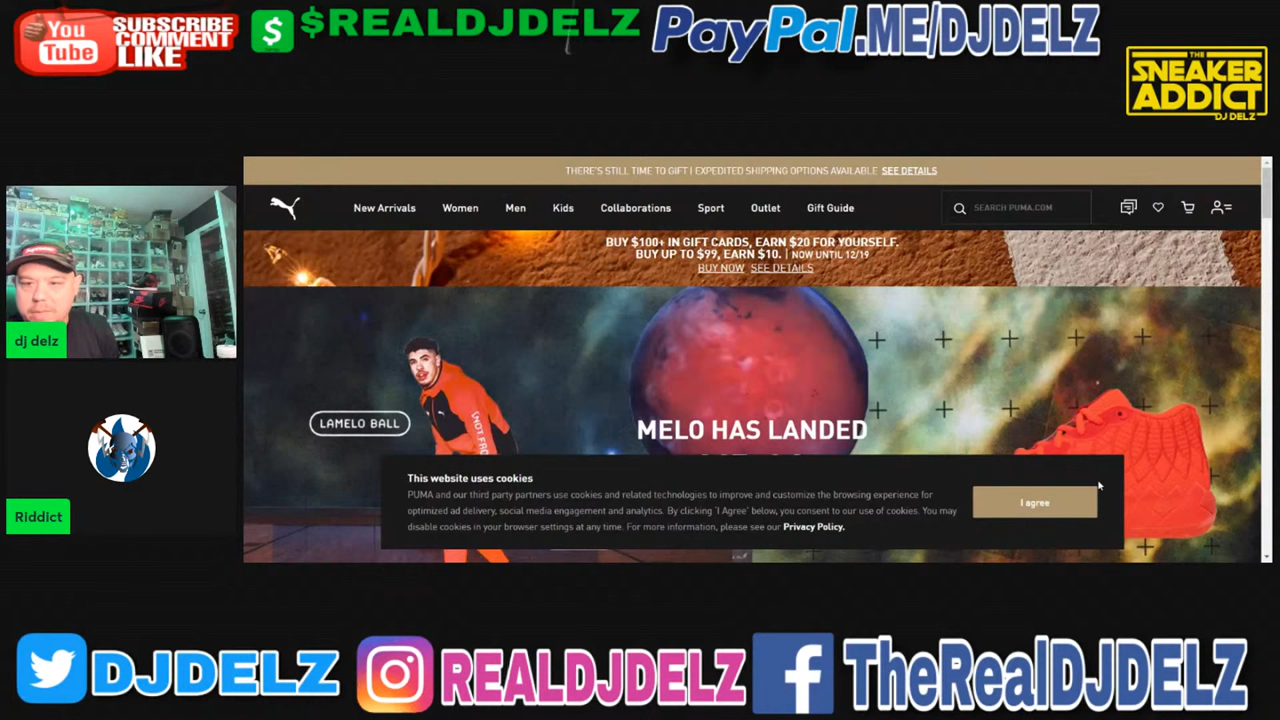 You
Tube
SUBSCRIBE
COMMENT
LIKE
$REALDJDELZ
PayPal.ME/DJDELZ
THE
SNEAKER
ADDICT
DJ DELZ
THERE'S STILL TIME TO GIFT | EXPEDITED SHIPPING OPTIONS AVAILABLE SEE DETAILS
New Arrivals Women Men Kids Collaborations Sport Outlet Gift Guide
SEARCH PUMA.COM
BUY $100+ IN GIFT CARDS, EARN $20 FOR YOURSELF.
BUY UP TO $99, EARN $10. | NOW UNTIL 12/19
BUY NOW SEE DETAILS
dj delz
LAMELO BALL
MELO HAS LANDED
This website uses cookies
PUMA and our third party partners use cookies and related technologies to improve and customize the browsing experience for
optimized ad delivery, social media engagement and analytics. By clicking 'I Agree' below, you consent to our use of cookies. You may
disable cookies in your browser settings at any time. For more information, please see our Privacy Policy.
I agree
Riddict
DJDELZ
REALDJDELZ
TheRealDJDELZ